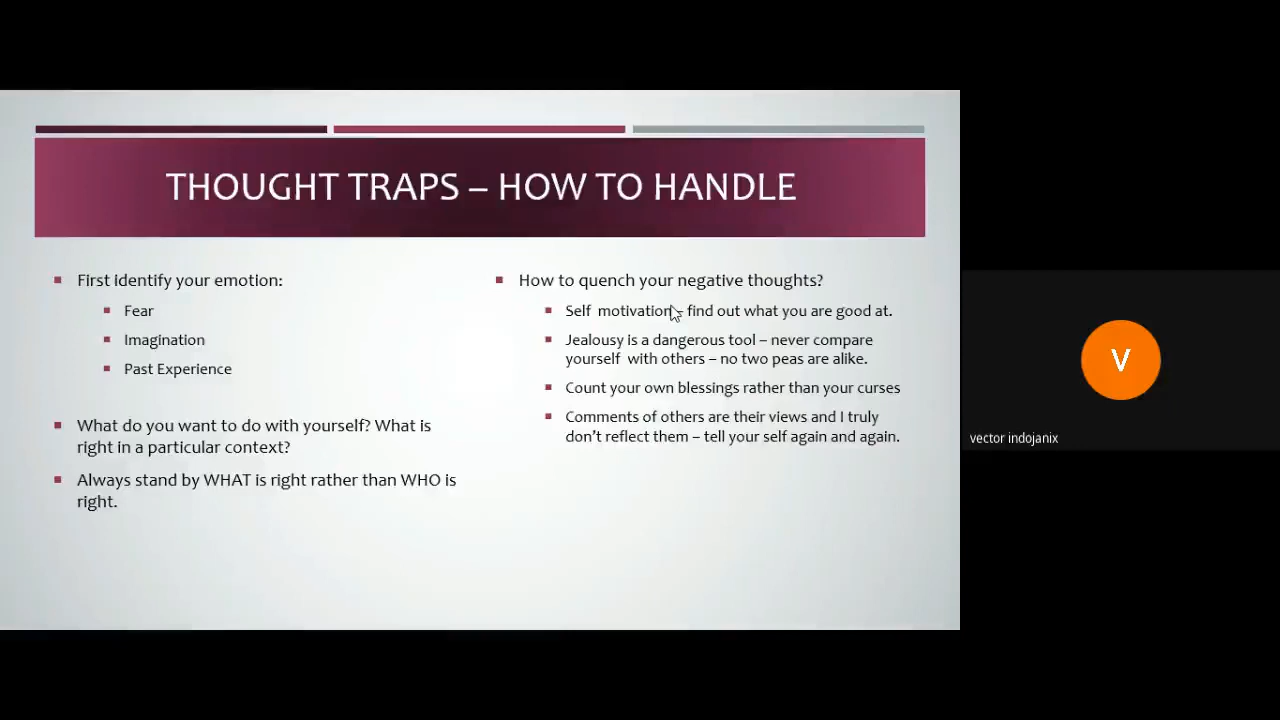 THOUGHT TRAPS – HOW TO HANDLE
First identify your emotion:
Fear
Imagination
Past Experience
What do you want to do with yourself? What is
right in a particular context?
Always stand by WHAT is right rather than WHO is
right.
How to quench your negative thoughts?
Self motivation – find out what you are good at.
Jealousy is a dangerous tool – never compare
yourself with others – no two peas are alike.
Count your own blessings rather than your curses
Comments of others are their views and I truly
don't reflect them – tell your self again and again.
V
vector indojanix